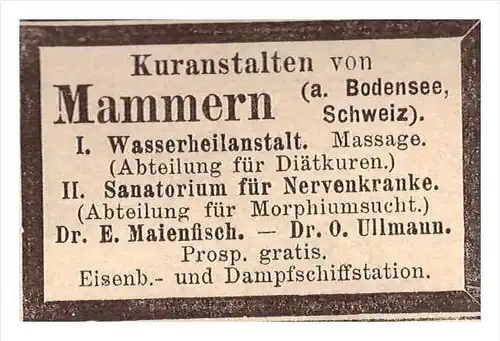 Kuranstalten von
Mammern (a. Bodensee, Schweiz).
I. Wasserheilanstalt. Massage.
(Abteilung für Diätkuren.)
II. Sanatorium für Nervenkranke.
(Abteilung für Morphiumsucht.)
Dr. E. Maienfisch. — Dr. O. Ullmann.
Prosp. gratis.
Eisenb.- und Dampfschiffstation.